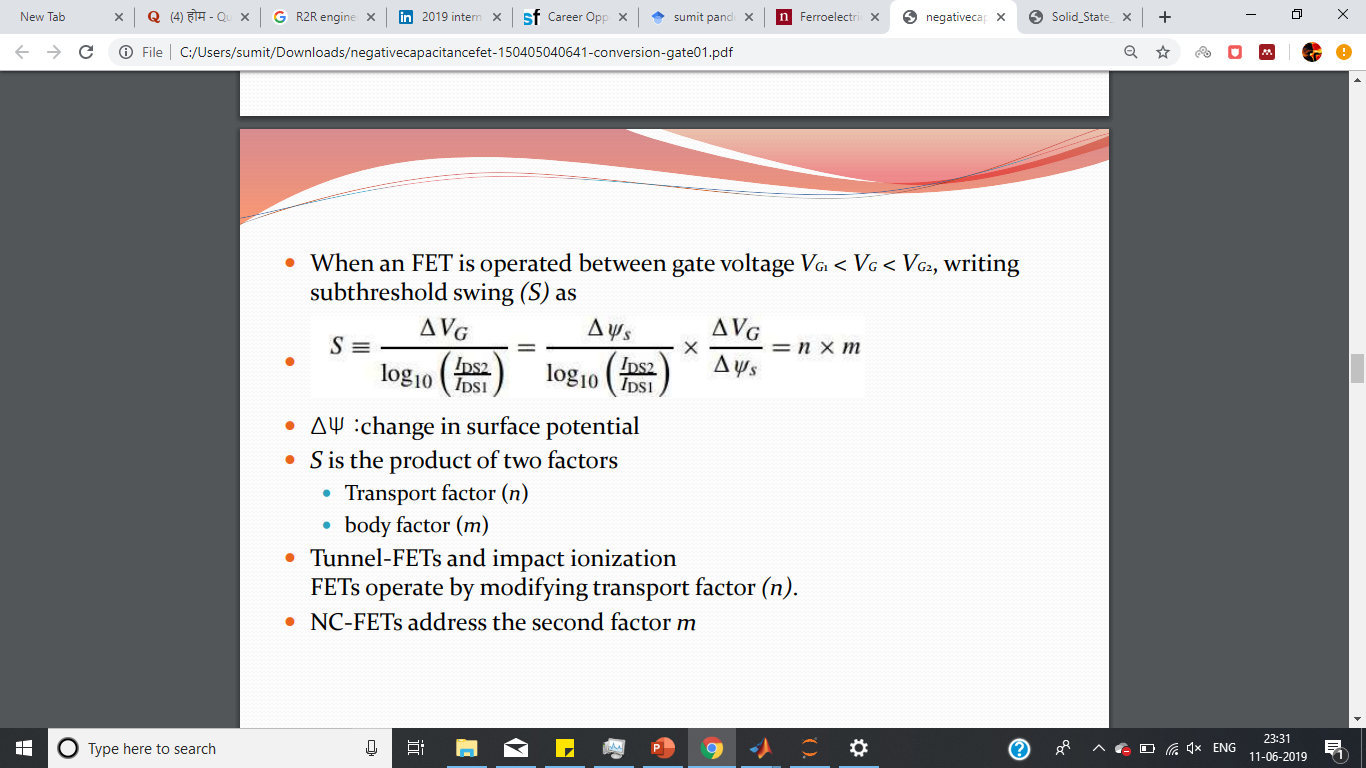 New Tab
(4) होम - Qu
R2R engine
2019 intern
Career Opp
sumit pand
Ferroelectri
negativecap
Solid_State_
File | C:/Users/sumit/Downloads/negativecapacitancefet-150405040641-conversion-gate01.pdf
• When an FET is operated between gate voltage VG1 < VG < VG2, writing
subthreshold swing (S) as
• S ≡ ΔVG / log10 (IDS2/IDS1) = Δψs / log10 (IDS2/IDS1) × ΔVG / Δψs = n × m
• Δψ :change in surface potential
• S is the product of two factors
• Transport factor (n)
• body factor (m)
• Tunnel-FETs and impact ionization
FETs operate by modifying transport factor (n).
• NC-FETs address the second factor m
Type here to search
ENG
23:31
11-06-2019
1